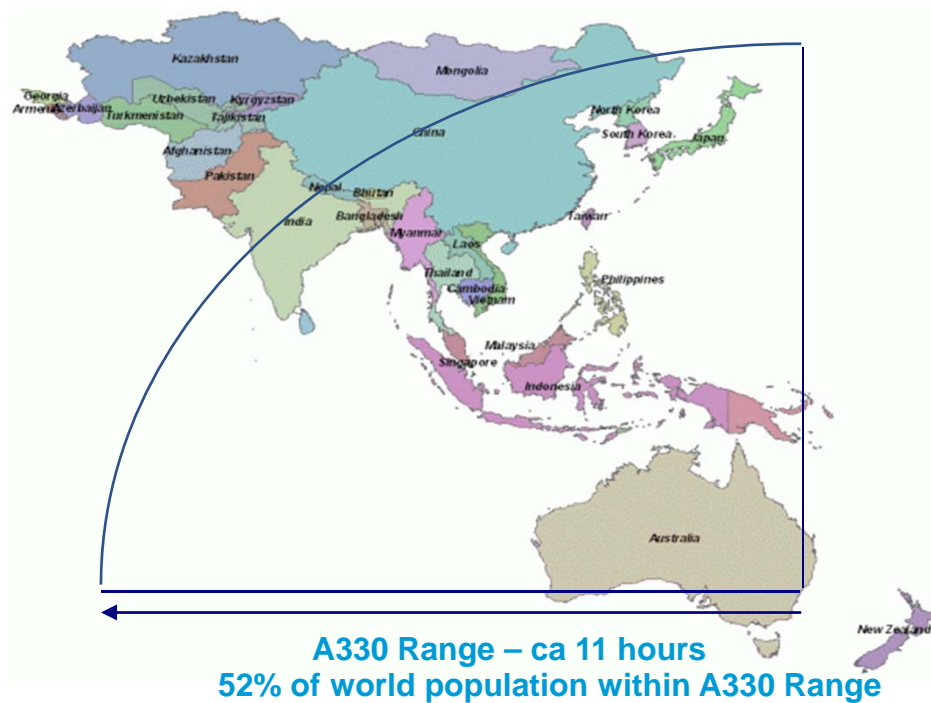 Kazakhstan
Mongolia
Georgia
Armenia
Azerbaijan
Uzbekistan
Kyrgyzstan
Turkmenistan
Tajikistan
North Korea
South Korea
Japan
China
Afghanistan
Pakistan
Nepal
Bhutan
India
Bangladesh
Taiwan
Myanmar
Laos
Thailand
Philippines
Cambodia
Vietnam
Malaysia
Singapore
Indonesia
Australia
New Zealand
A330 Range – ca 11 hours
52% of world population within A330 Range